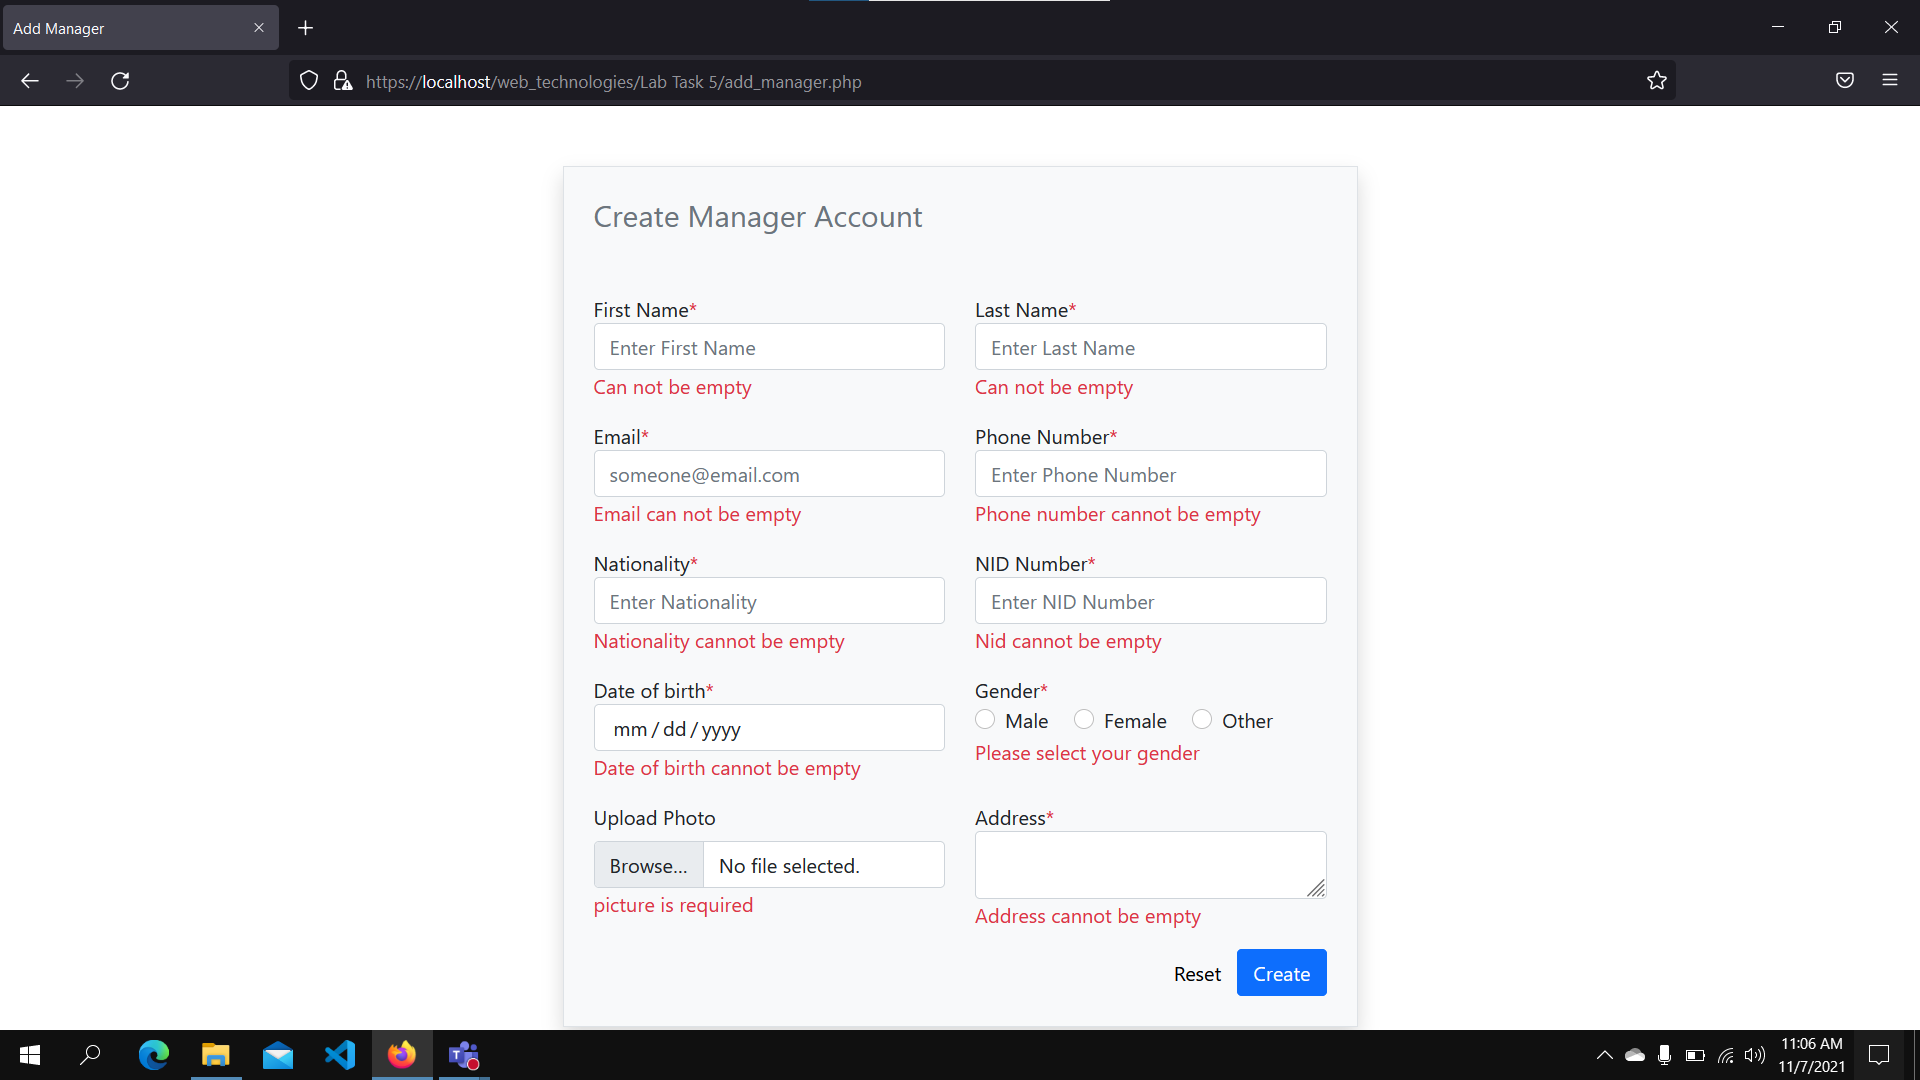 Add Manager
https://localhost/web_technologies/Lab Task 5/add_manager.php
Create Manager Account
First Name* Last Name*
Enter First Name Enter Last Name
Can not be empty Can not be empty
Email* Phone Number*
someone@email.com Enter Phone Number
Email can not be empty Phone number cannot be empty
Nationality* NID Number*
Enter Nationality Enter NID Number
Nationality cannot be empty Nid cannot be empty
Date of birth* Gender*
mm/dd/yyyy Male Female Other
Date of birth cannot be empty Please select your gender
Upload Photo Address*
Browse... No file selected.
picture is required Address cannot be empty
Reset Create
11:06 AM
11/7/2021